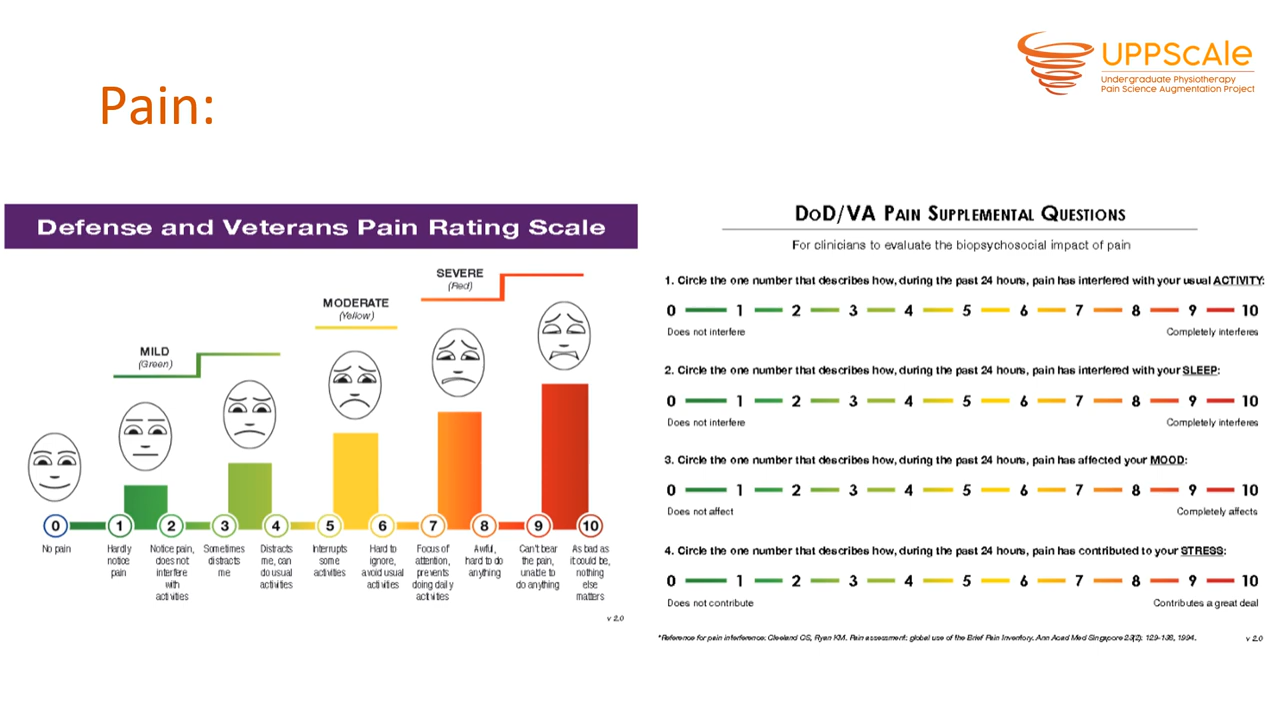 UPPScale
Undergraduate Physiotherapy
Pain Science Augmentation Project
Pain:
Defense and Veterans Pain Rating Scale
SEVERE
(Red)
MODERATE
(Yellow)
MILD
(Green)
0 1 2 3 4 5 6 7 8 9 10
No pain
Hardly
notice
pain
Notice pain,
does not
interfere
with
activities
Sometimes
distracts
me
Distracts
me, can
do usual
activities
Interrupts
some
activities
Hard to
ignore,
avoid usual
activities
Focus of
attention,
prevents
doing daily
activities
Awful,
hard to do
anything
Can't bear
the pain,
unable to
do anything
As bad as
it could be,
nothing
else
matters
v 2.0
DoD/VA Pain Supplemental Questions
For clinicians to evaluate the biopsychosocial impact of pain
1. Circle the one number that describes how, during the past 24 hours, pain has interfered with your usual ACTIVITY:
0 1 2 3 4 5 6 7 8 9 10
Does not interfere Completely interferes
2. Circle the one number that describes how, during the past 24 hours, pain has interfered with your SLEEP:
0 1 2 3 4 5 6 7 8 9 10
Does not interfere Completely interferes
3. Circle the one number that describes how, during the past 24 hours, pain has affected your MOOD:
0 1 2 3 4 5 6 7 8 9 10
Does not affect Completely affects
4. Circle the one number that describes how, during the past 24 hours, pain has contributed to your STRESS:
0 1 2 3 4 5 6 7 8 9 10
Does not contribute Contributes a great deal
*Reference for pain interference: Cleeland CS, Ryan KM. Pain assessment: global use of the Brief Pain Inventory. Ann Acad Med Singapore 23(2): 129-138, 1994. v 2.0